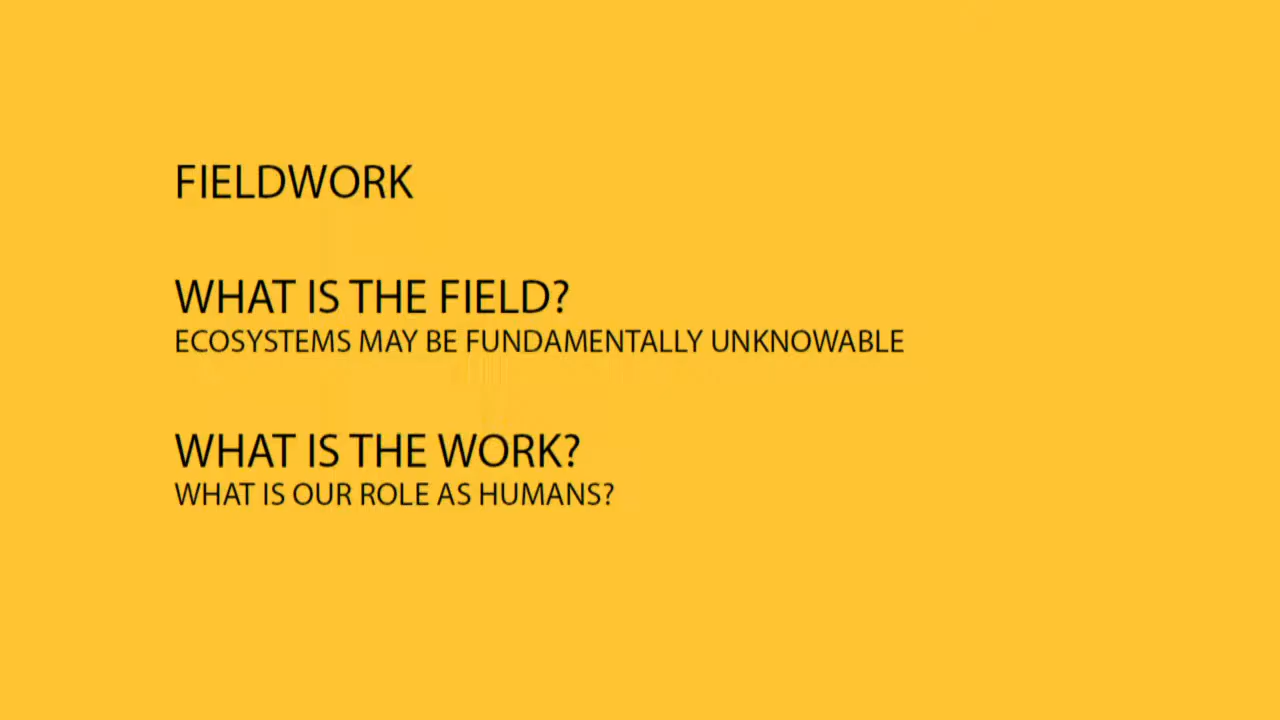 FIELDWORK
WHAT IS THE FIELD?
ECOSYSTEMS MAY BE FUNDAMENTALLY UNKNOWABLE
WHAT IS THE WORK?
WHAT IS OUR ROLE AS HUMANS?